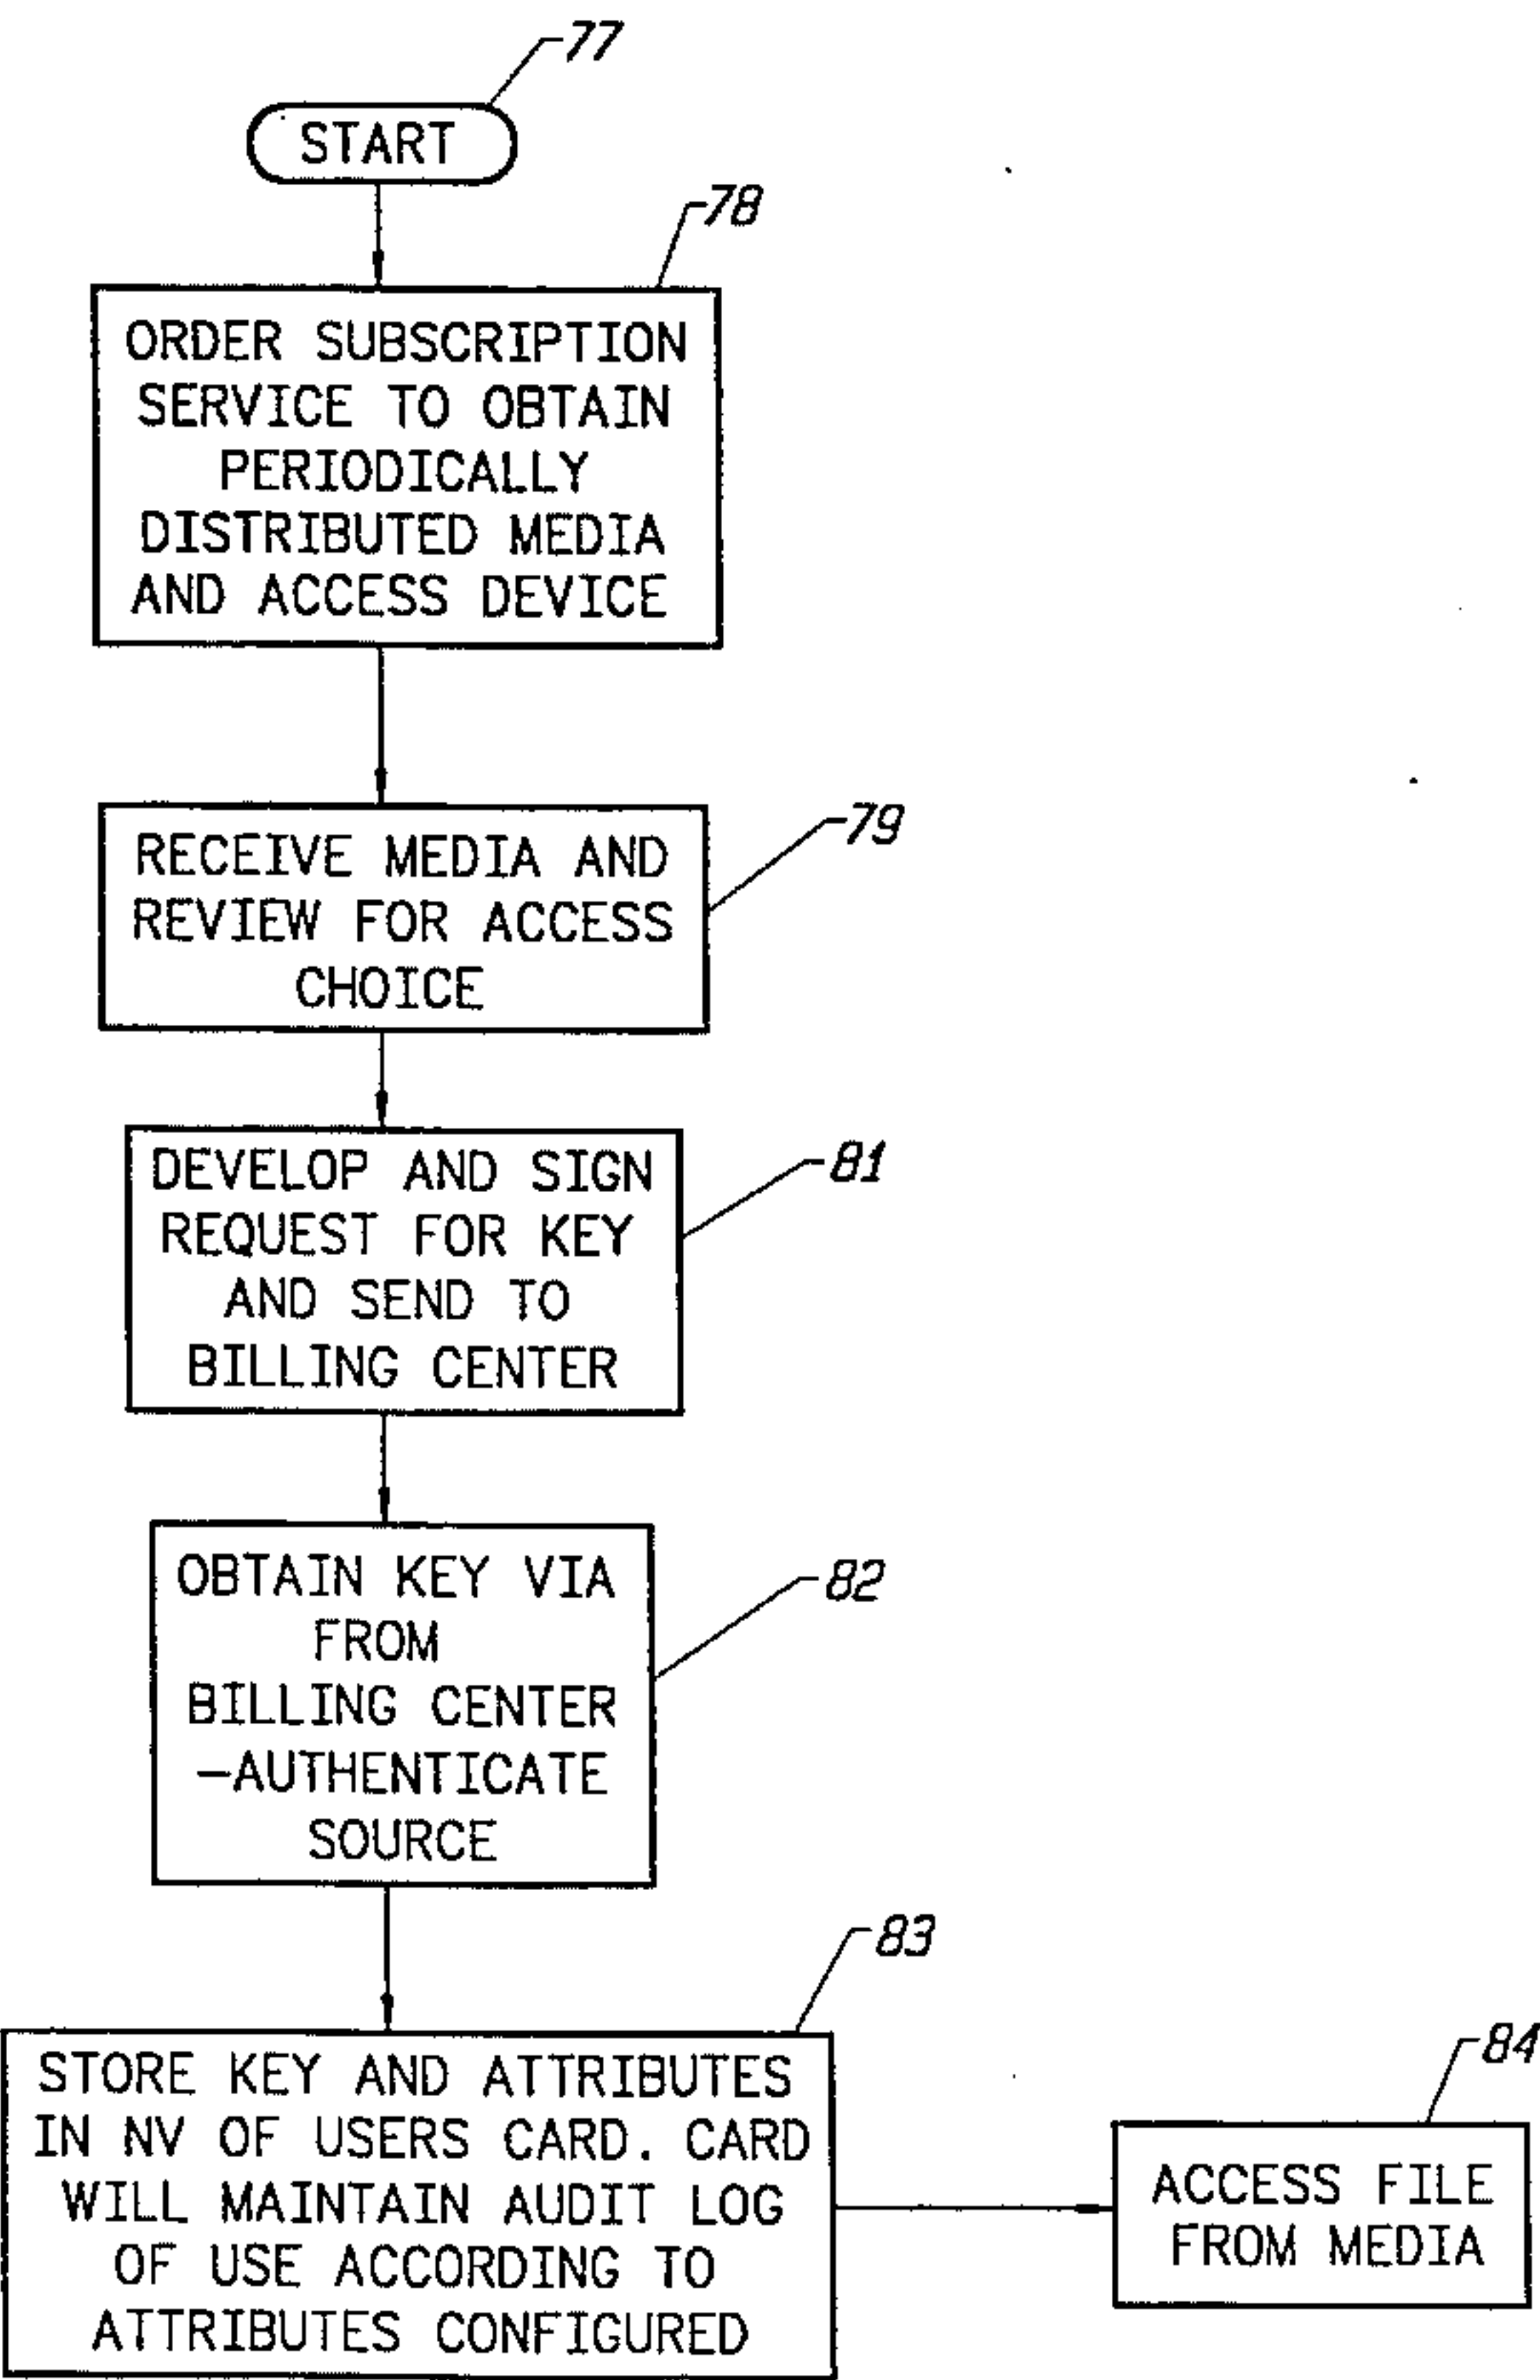 77
START
78
ORDER SUBSCRIPTION
SERVICE TO OBTAIN
PERIODICALLY
DISTRIBUTED MEDIA
AND ACCESS DEVICE
79
RECEIVE MEDIA AND
REVIEW FOR ACCESS
CHOICE
81
DEVELOP AND SIGN
REQUEST FOR KEY
AND SEND TO
BILLING CENTER
82
OBTAIN KEY VIA
FROM
BILLING CENTER
-AUTHENTICATE
SOURCE
83
STORE KEY AND ATTRIBUTES
IN NV OF USERS CARD. CARD
WILL MAINTAIN AUDIT LOG
OF USE ACCORDING TO
ATTRIBUTES CONFIGURED
84
ACCESS FILE
FROM MEDIA